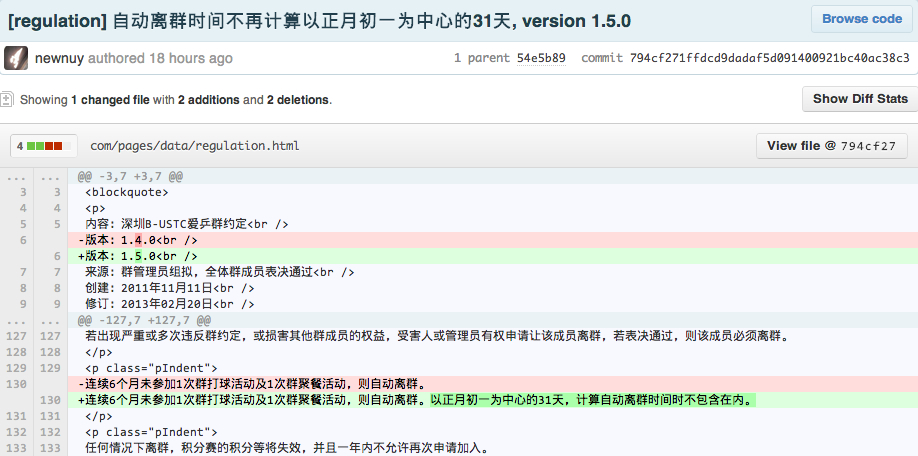 [regulation] 自动离群时间不再计算以正月初一为中心的31天, version 1.5.0
Browse code
newnuy authored 18 hours ago
1 parent 54e5b89 commit 794cf271ffdcd9dadaf5d091400921bc40ac38c3
Showing 1 changed file with 2 additions and 2 deletions.
Show Diff Stats
4 com/pages/data/regulation.html
View file @ 794cf27
... ... @@ -3,7 +3,7 @@
3 3 <blockquote>
4 4 <p>
5 5 内容: 深圳B-USTC爱乒群约定<br />
6 -版本: 1.4.0<br />
6 +版本: 1.5.0<br />
7 7 来源: 群管理员组拟, 全体群成员表决通过<br />
8 8 创建: 2011年11月11日<br />
9 9 修订: 2013年02月20日<br />
... ... @@ -127,7 +127,7 @@
127 127 若出现严重或多次违反群约定, 或损害其他群成员的权益, 受害人或管理员有权申请让该成员离群, 若表决通过, 则该成员必须离群。
128 128 </p>
129 129 <p class="pIndent">
130 -连续6个月未参加1次群打球活动及1次群聚餐活动, 则自动离群。
130 +连续6个月未参加1次群打球活动及1次群聚餐活动, 则自动离群。以正月初一为中心的31天, 计算自动离群时间时不包含在内。
131 131 </p>
132 132 <p class="pIndent">
133 133 任何情况下离群, 积分赛的积分等将失效, 并且一年内不允许再次申请加入。